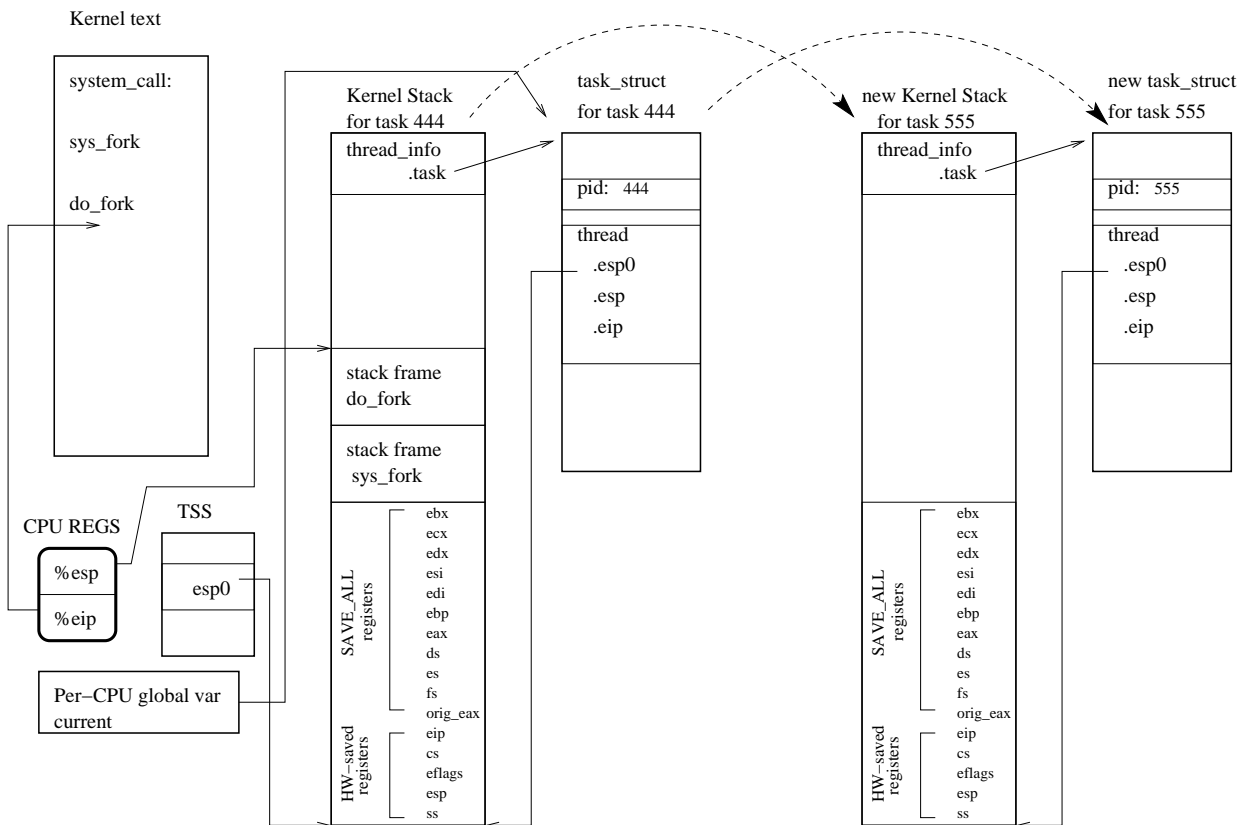 Kernel text
system_call:
sys_fork
do_fork
CPU REGS
%esp
%eip
TSS
esp0
Per–CPU global var
current
Kernel Stack
for task 444
thread_info
.task
stack frame
do_fork
stack frame
sys_fork
SAVE_ALL
registers
ebx
ecx
edx
esi
edi
ebp
eax
ds
es
fs
orig_eax
HW–saved
registers
eip
cs
eflags
esp
ss
task_struct
for task 444
pid: 444
thread
.esp0
.esp
.eip
new Kernel Stack
for task 555
thread_info
.task
SAVE_ALL
registers
ebx
ecx
edx
esi
edi
ebp
eax
ds
es
fs
orig_eax
HW–saved
registers
eip
cs
eflags
esp
ss
new task_struct
for task 555
pid: 555
thread
.esp0
.esp
.eip